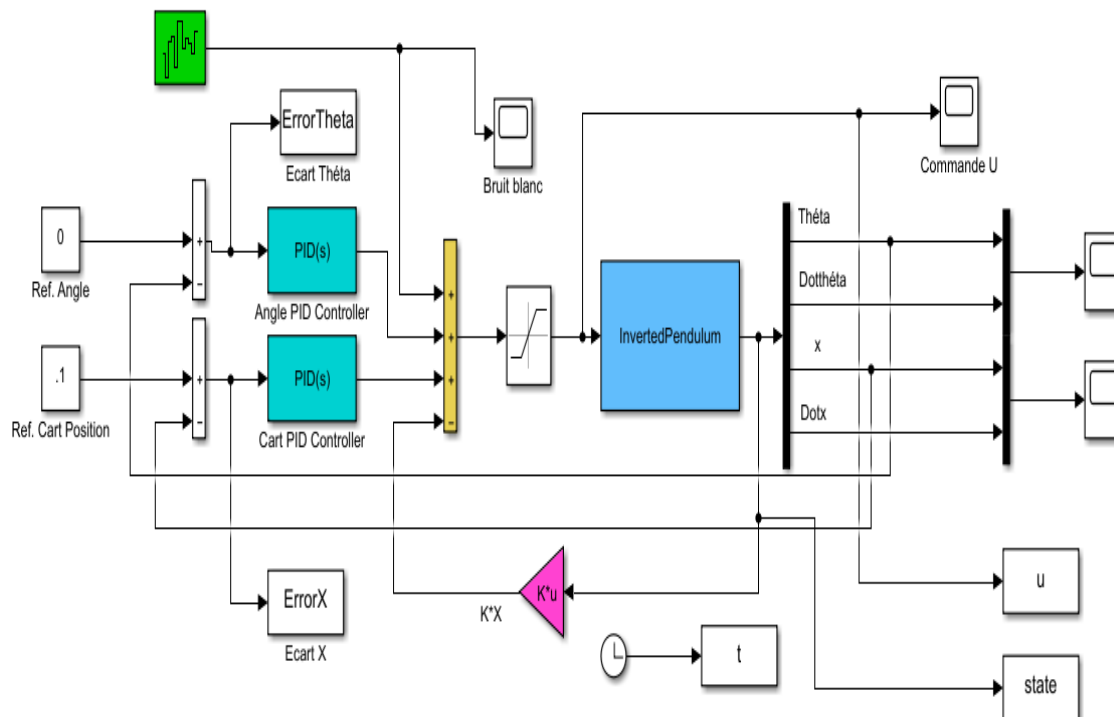 ErrorTheta
Ecart Théta
Bruit blanc
Commande U
0
Ref. Angle
+
−
PID(s)
Angle PID Controller
.1
Ref. Cart Position
+
−
PID(s)
Cart PID Controller
+
+
+
−
InvertedPendulum
Théta
Dotthéta
x
Dotx
ErrorX
Ecart X
K*X
K*u
t
u
state